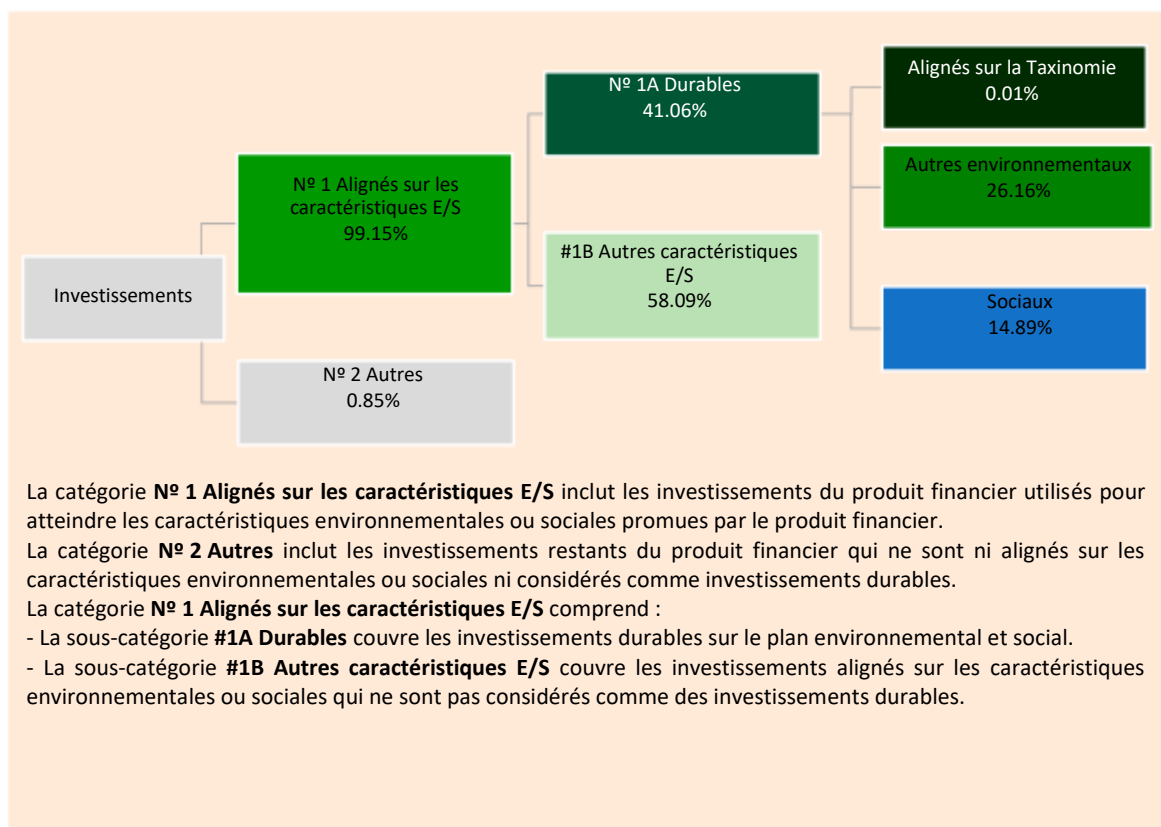 Investissements
Nº 1 Alignés sur les
caractéristiques E/S
99.15%
Nº 2 Autres
0.85%
Nº 1A Durables
41.06%
#1B Autres caractéristiques
E/S
58.09%
Alignés sur la Taxinomie
0.01%
Autres environnementaux
26.16%
Sociaux
14.89%
La catégorie Nº 1 Alignés sur les caractéristiques E/S inclut les investissements du produit financier utilisés pour
atteindre les caractéristiques environnementales ou sociales promues par le produit financier.
La catégorie Nº 2 Autres inclut les investissements restants du produit financier qui ne sont ni alignés sur les
caractéristiques environnementales ou sociales ni considérés comme investissements durables.
La catégorie Nº 1 Alignés sur les caractéristiques E/S comprend :
- La sous-catégorie #1A Durables couvre les investissements durables sur le plan environnemental et social.
- La sous-catégorie #1B Autres caractéristiques E/S couvre les investissements alignés sur les caractéristiques
environnementales ou sociales qui ne sont pas considérés comme des investissements durables.